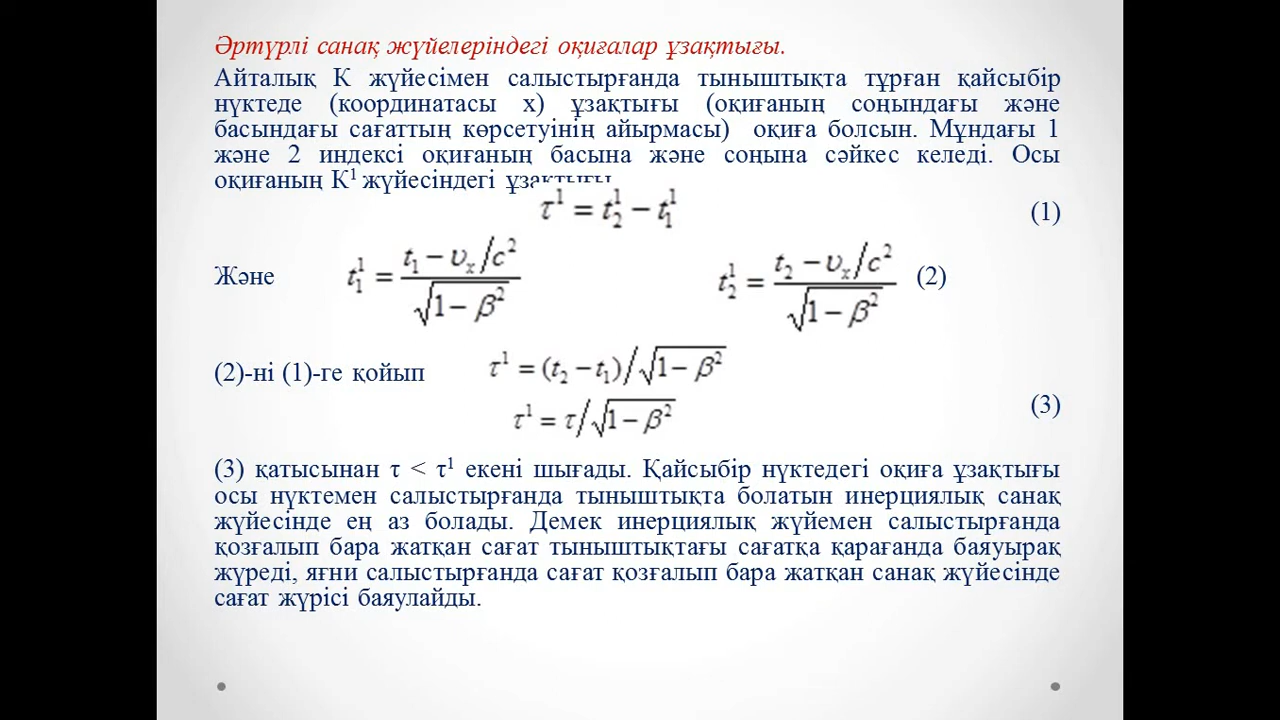 Әртүрлі санақ жүйелеріндегі оқиғалар ұзақтығы.
Айталық К жүйесімен салыстырғанда тыныштықта тұрған қайсыбір
нүктеде (координатасы х) ұзақтығы (оқиғаның соңындағы және
басындағы сағаттың көрсетуінің айырмасы) оқиға болсын. Мұндағы 1
және 2 индексі оқиғаның басына және соңына сәйкес келеді. Осы
оқиғаның К¹ жүйесіндегі ұзақтығы
τ¹ = t₂¹ − t₁¹ (1)
Және t₁¹ = (t₁ − υₓ/c²)/√(1 − β²) t₂¹ = (t₂ − υₓ/c²)/√(1 − β²) (2)
(2)-ні (1)-ге қойып τ¹ = (t₂ − t₁)/√(1 − β²)
τ¹ = τ/√(1 − β²) (3)
(3) қатысынан τ < τ¹ екені шығады. Қайсыбір нүктедегі оқиға ұзақтығы
осы нүктемен салыстырғанда тыныштықта болатын инерциялық санақ
жүйесінде ең аз болады. Демек инерциялық жүйемен салыстырғанда
қозғалып бара жатқан сағат тыныштықтағы сағатқа қарағанда баяуырақ
жүреді, яғни салыстырғанда сағат қозғалып бара жатқан санақ жүйесінде
сағат жүрісі баяулайды.